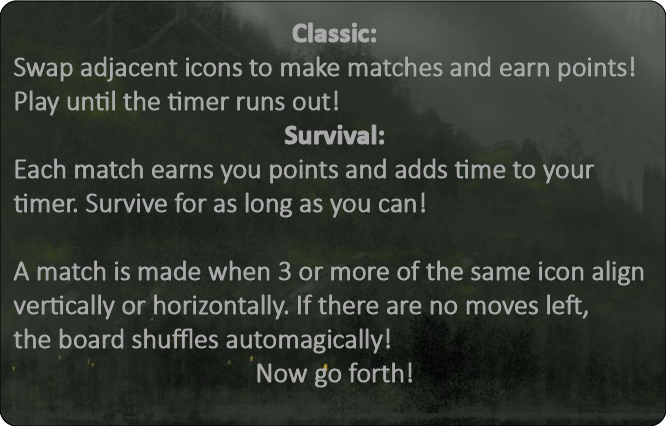 Classic:
Swap adjacent icons to make matches and earn points!
Play until the timer runs out!
Survival:
Each match earns you points and adds time to your
timer. Survive for as long as you can!
A match is made when 3 or more of the same icon align
vertically or horizontally. If there are no moves left,
the board shuffles automagically!
Now go forth!